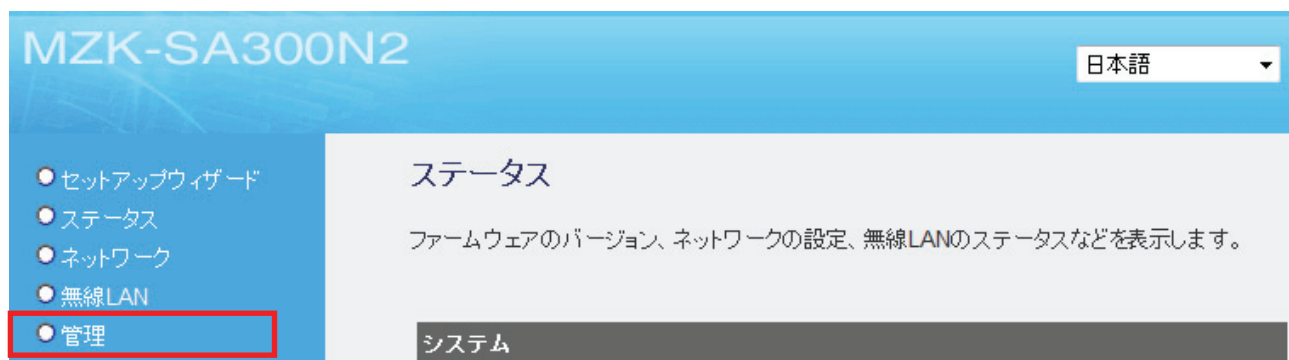 MZK-SA300N2
日本語
セットアップウィザード
ステータス
ネットワーク
無線LAN
管理
ステータス
ファームウェアのバージョン、ネットワークの設定、無線LANのステータスなどを表示します。
システム